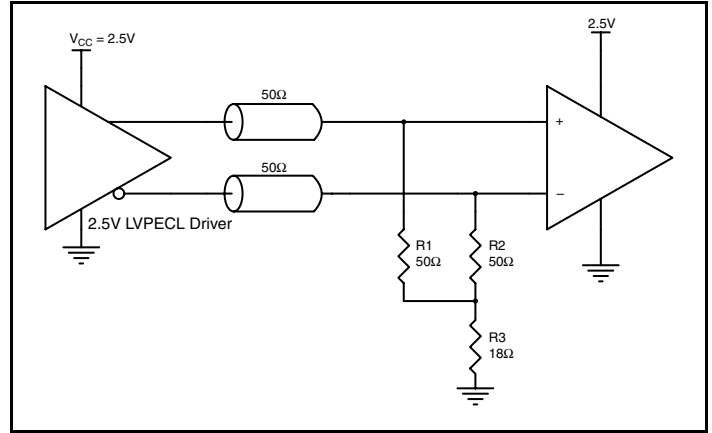 V_CC = 2.5V
2.5V
50Ω
+
50Ω
−
2.5V LVPECL Driver
R1
50Ω
R2
50Ω
R3
18Ω